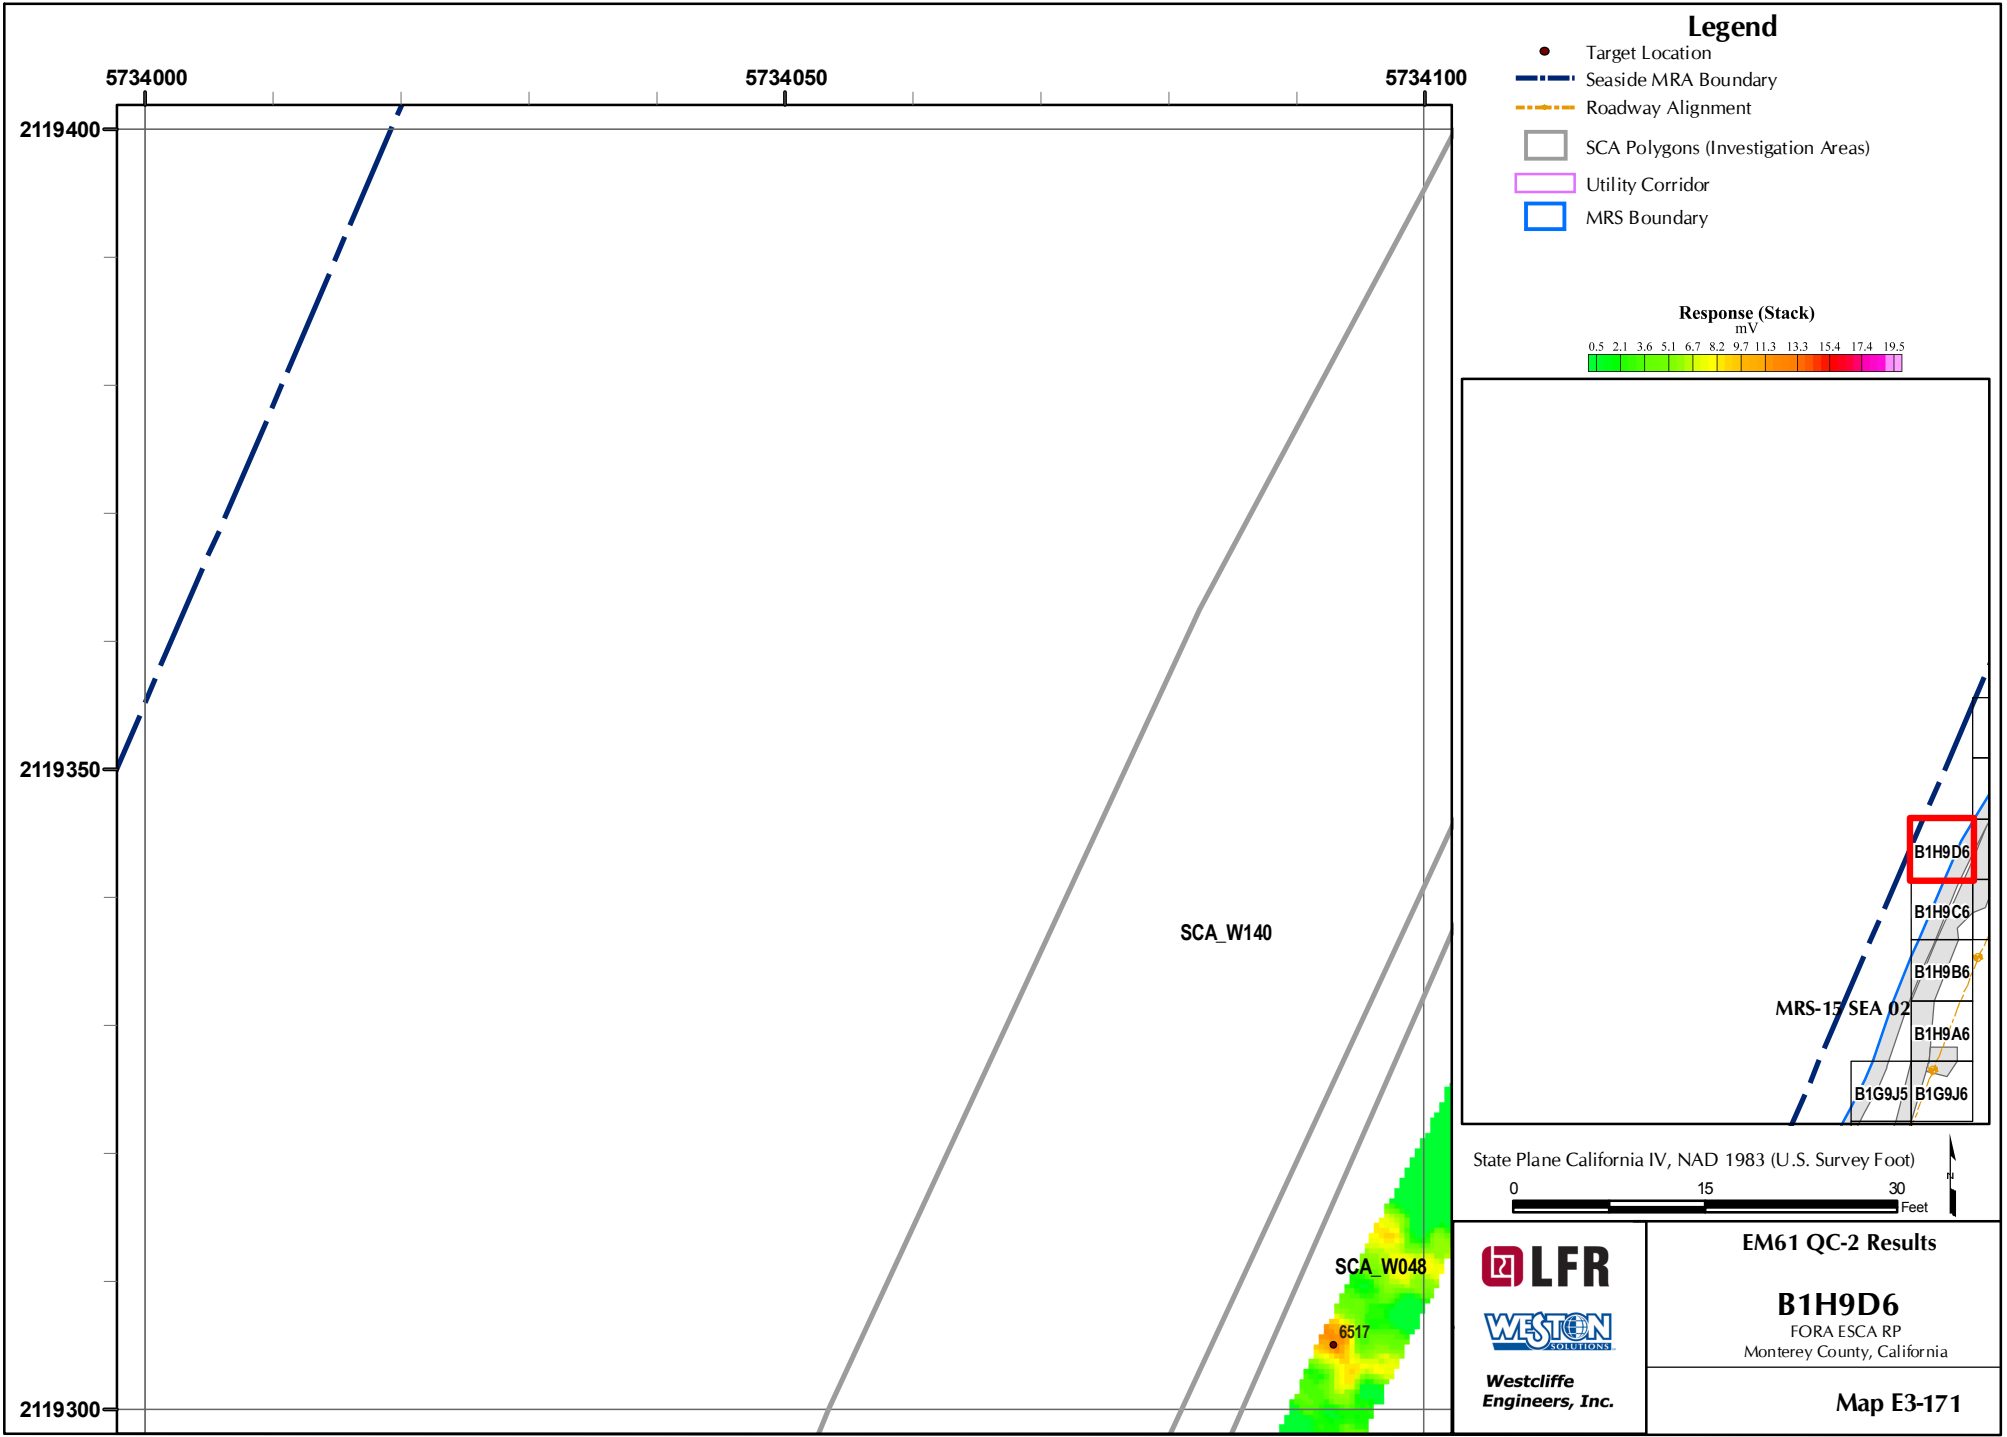 Legend
Target Location
Seaside MRA Boundary
Roadway Alignment
SCA Polygons (Investigation Areas)
Utility Corridor
MRS Boundary
5734000 5734050 5734100
2119400
2119350
2119300
SCA_W140
SCA_W048
6517
Response (Stack)
mV
0.5 2.1 3.6 5.1 6.7 8.2 9.7 11.3 13.3 15.4 17.4 19.5
B1H9D6
B1H9C6
B1H9B6
MRS-15 SEA 02
B1H9A6
B1G9J5 B1G9J6
State Plane California IV, NAD 1983 (U.S. Survey Foot)
0 15 30
Feet
N
LFR
WESTON
SOLUTIONS
Westcliffe
Engineers, Inc.
EM61 QC-2 Results
B1H9D6
FORA ESCA RP
Monterey County, California
Map E3-171